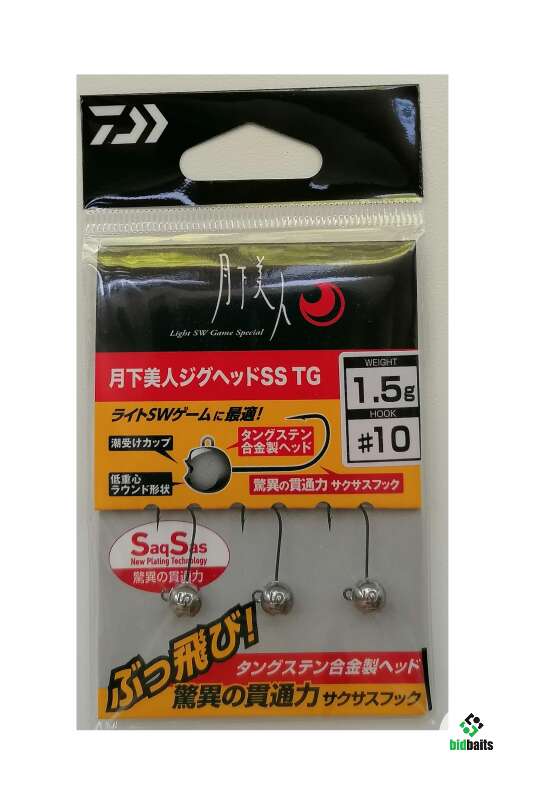 月下美人
Light SW Game Special
月下美人ジグヘッドSS TG
WEIGHT
1.5g
HOOK
#10
ライトSWゲームに最適!
潮受けカップ
タングステン
合金製ヘッド
低重心
ラウンド形状
驚異の貫通力 サクサスフック
SaqSas
New Plating Technology
驚異の貫通力
ぶっ飛び!
タングステン合金製ヘッド
驚異の貫通力 サクサスフック
bidbaits